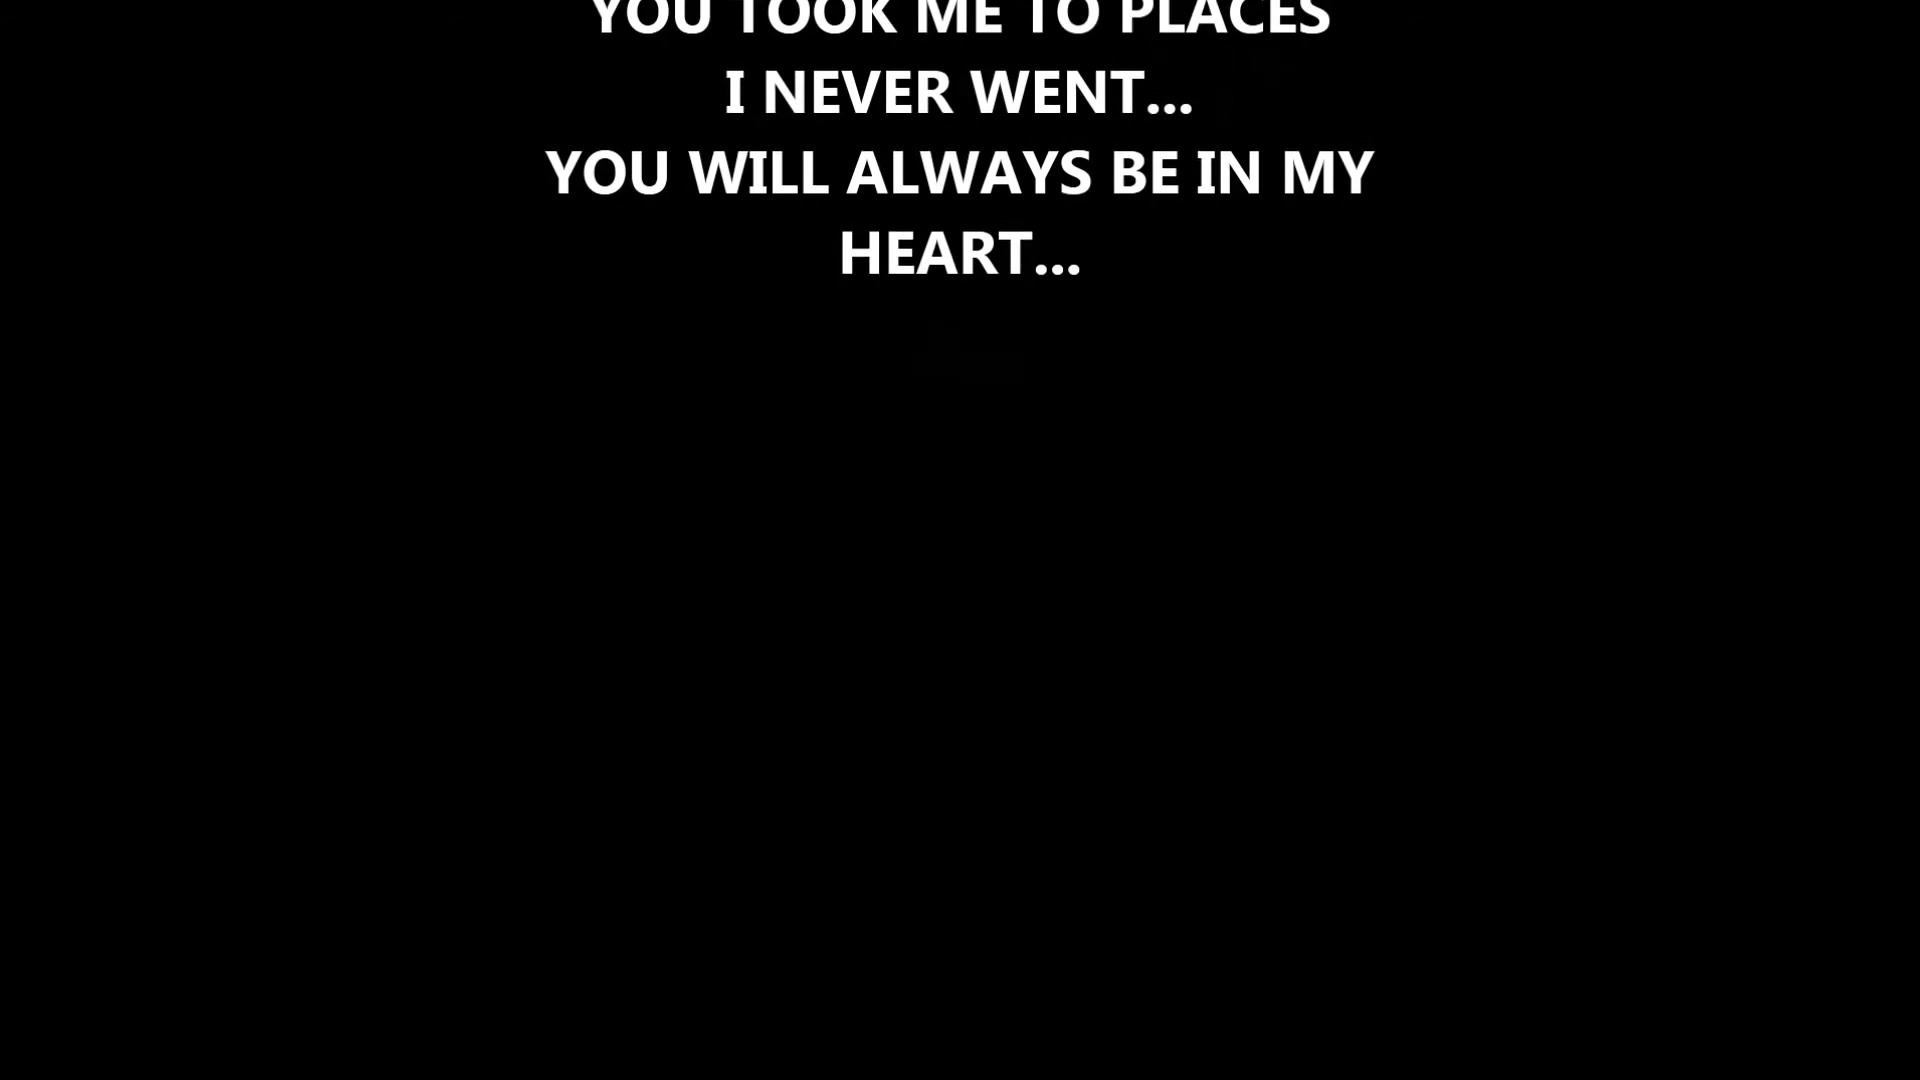 YOU TOOK ME TO PLACES
I NEVER WENT...
YOU WILL ALWAYS BE IN MY
HEART...